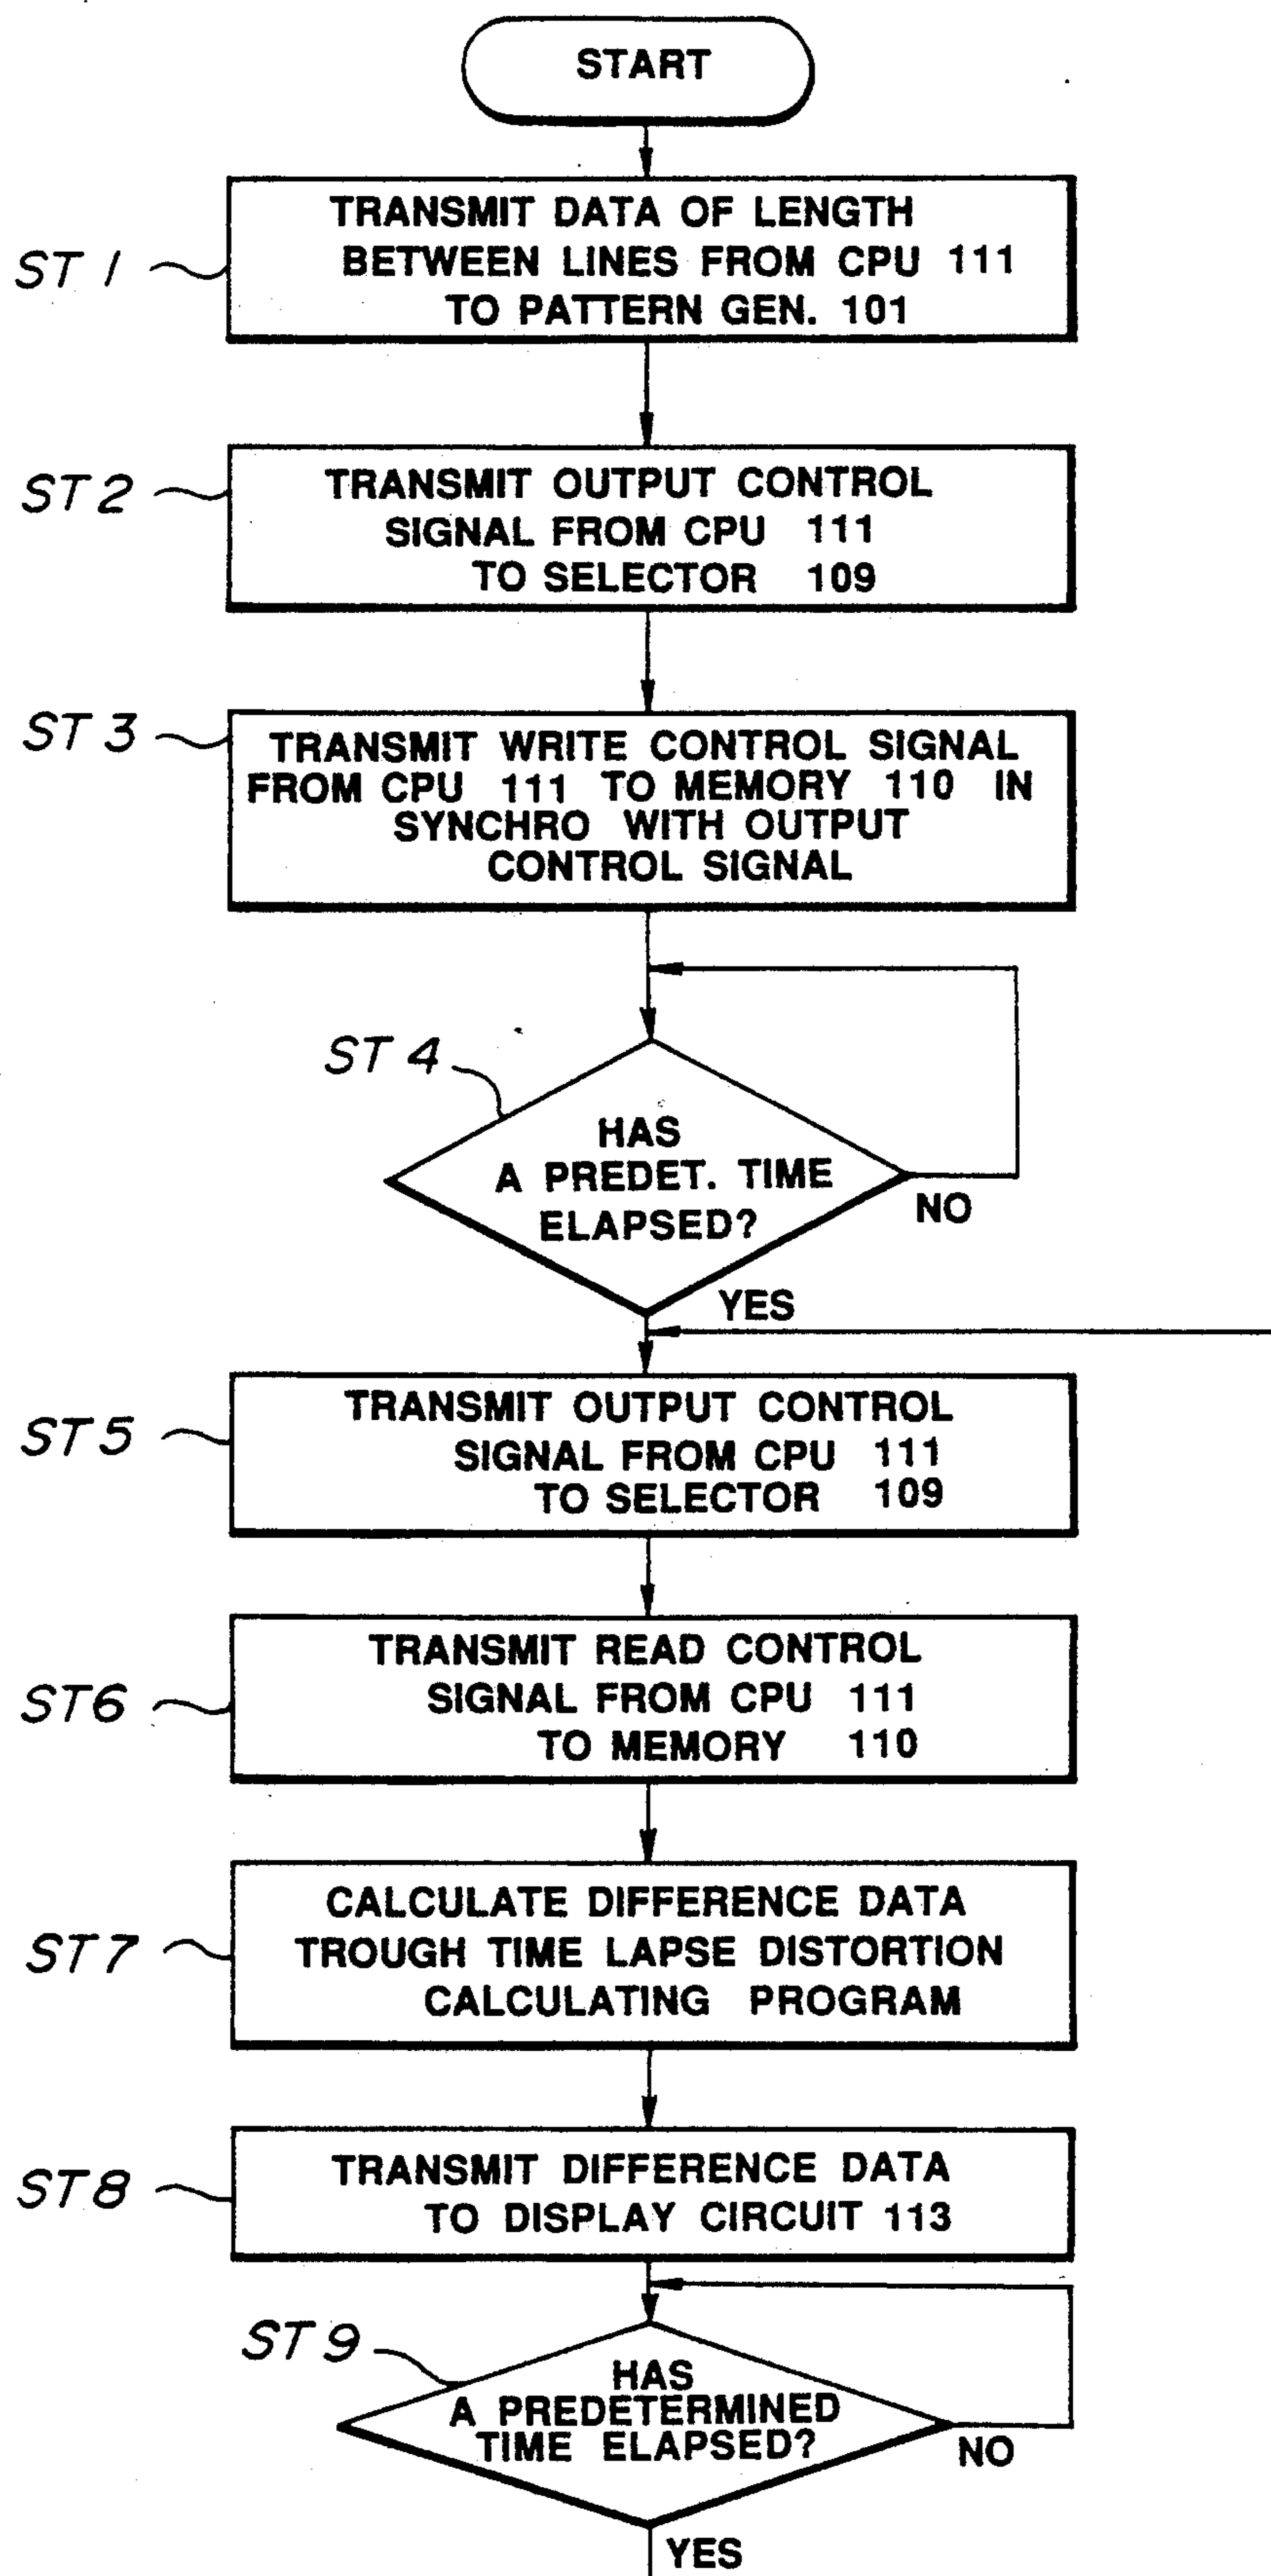 START
ST 1
TRANSMIT DATA OF LENGTH
BETWEEN LINES FROM CPU 111
TO PATTERN GEN. 101
ST 2
TRANSMIT OUTPUT CONTROL
SIGNAL FROM CPU 111
TO SELECTOR 109
ST 3
TRANSMIT WRITE CONTROL SIGNAL
FROM CPU 111 TO MEMORY 110 IN
SYNCHRO WITH OUTPUT
CONTROL SIGNAL
ST 4
HAS
A PREDET. TIME
ELAPSED?
NO
YES
ST 5
TRANSMIT OUTPUT CONTROL
SIGNAL FROM CPU 111
TO SELECTOR 109
ST6
TRANSMIT READ CONTROL
SIGNAL FROM CPU 111
TO MEMORY 110
ST 7
CALCULATE DIFFERENCE DATA
TROUGH TIME LAPSE DISTORTION
CALCULATING PROGRAM
ST8
TRANSMIT DIFFERENCE DATA
TO DISPLAY CIRCUIT 113
ST 9
HAS
A PREDETERMINED
TIME ELAPSED?
NO
YES